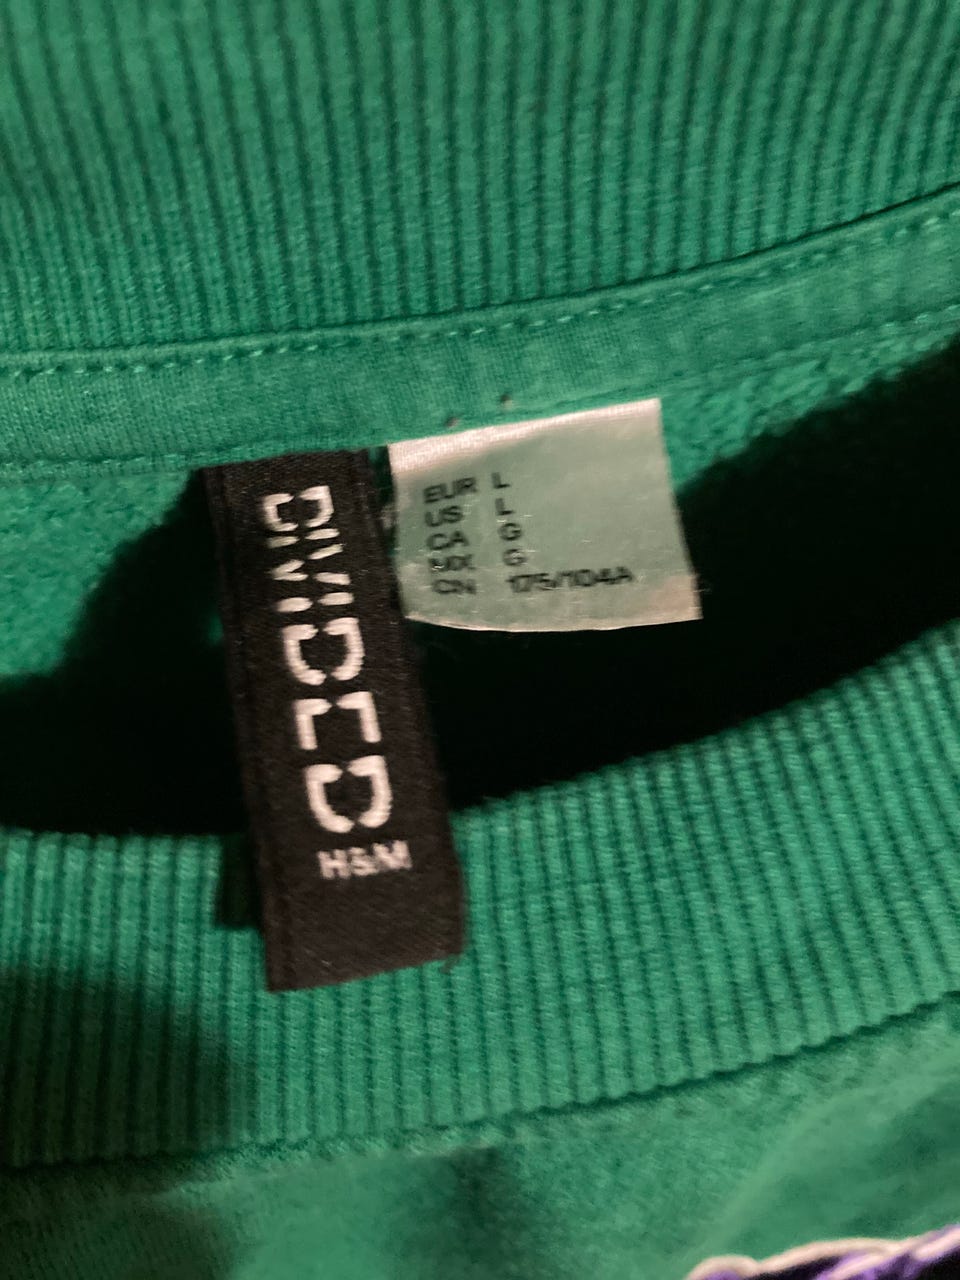 DIVIDED
H&M
EUR L
US L
CA G
MX G
CN 175/104A